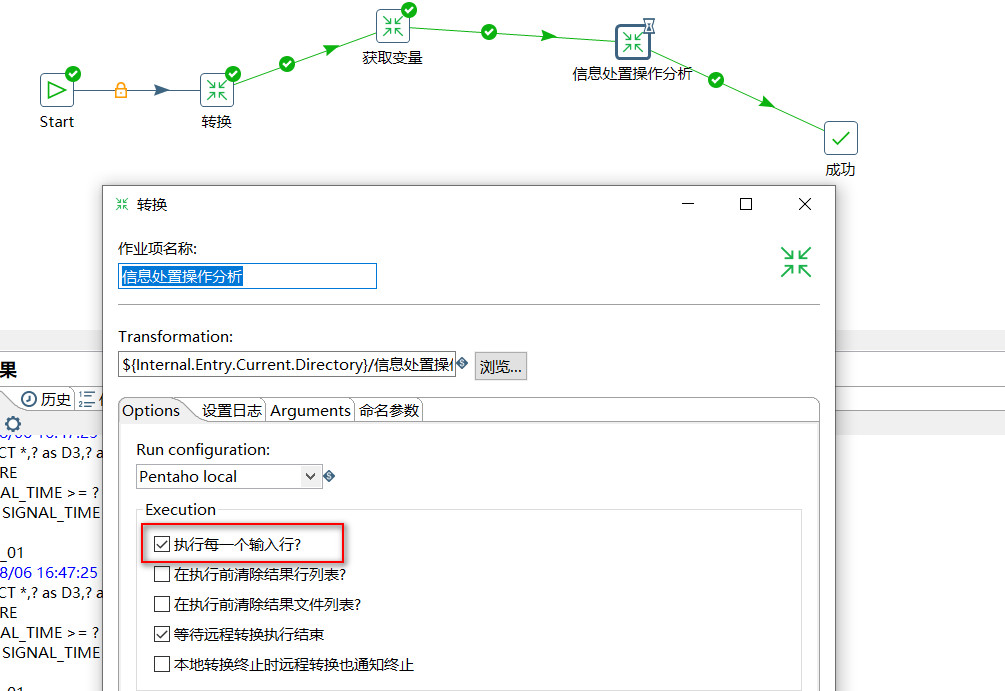 获取变量
信息处置操作分析
Start
转换
成功
转换
作业项名称:
信息处置操作分析
Transformation:
${Internal.Entry.Current.Directory}/信息处置操
浏览...
果
历史
Options
设置日志
Arguments
命名参数
Run configuration:
Pentaho local
Execution
执行每一个输入行?
在执行前清除结果行列表?
在执行前清除结果文件列表?
等待远程转换执行结束
本地转换终止时远程转换也通知终止
CT *,? as D3,? a
RE
AL_TIME >= ?
SIGNAL_TIME
_01
8/06 16:47:25
CT *,? as D3,? a
RE
AL_TIME >= ?
SIGNAL_TIME